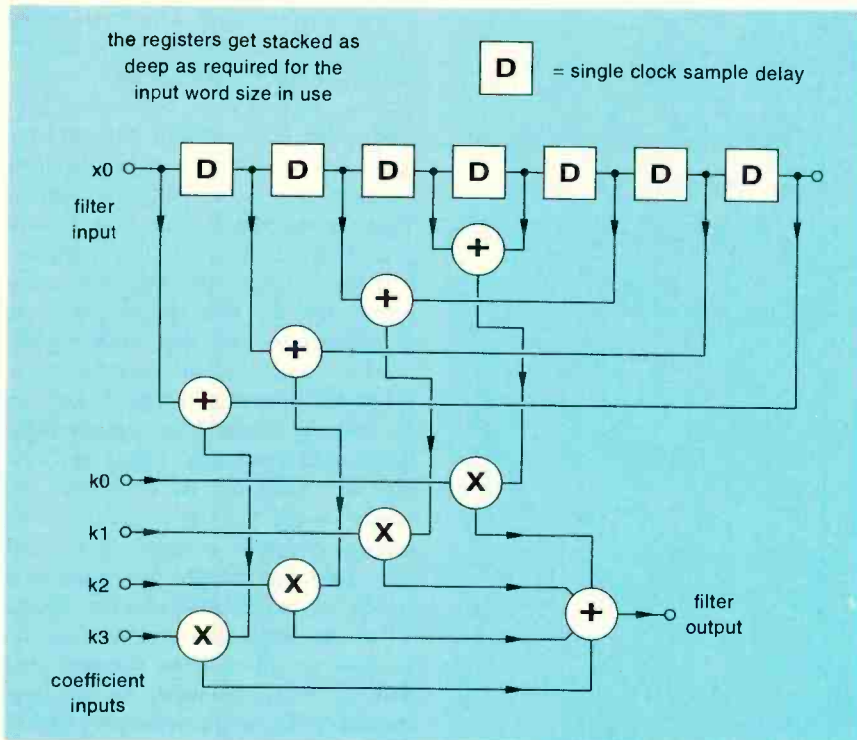 the registers get stacked as
deep as required for the
input word size in use
D = single clock sample delay
x0 D D D D D D D
filter
input
+
+
+
+
k0 X
k1 X
k2 X
k3 X
+
filter
output
coefficient
inputs